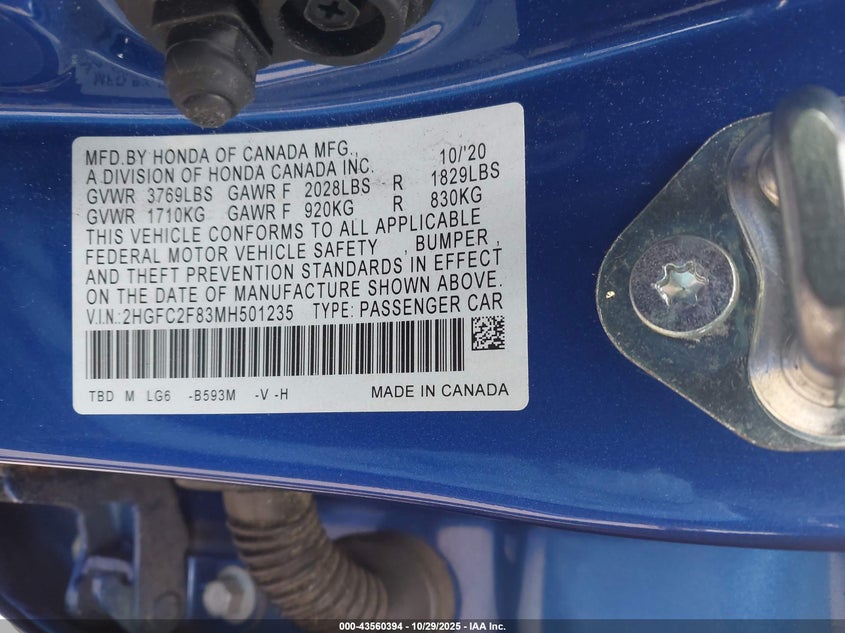 MFD.BY HONDA OF CANADA MFG., 10/'20
A DIVISION OF HONDA CANADA INC.
GVWR 3769LBS GAWR F 2028LBS R 1829LBS
GVWR 1710KG GAWR F 920KG R 830KG
THIS VEHICLE CONFORMS TO ALL APPLICABLE
FEDERAL MOTOR VEHICLE SAFETY , BUMPER ,
AND THEFT PREVENTION STANDARDS IN EFFECT
ON THE DATE OF MANUFACTURE SHOWN ABOVE.
V.I.N.:2HGFC2F83MH501235 TYPE: PASSENGER CAR
TBD M LG6 -B593M -V -H MADE IN CANADA
000-43560394 | 10/29/2025 - IAA Inc.